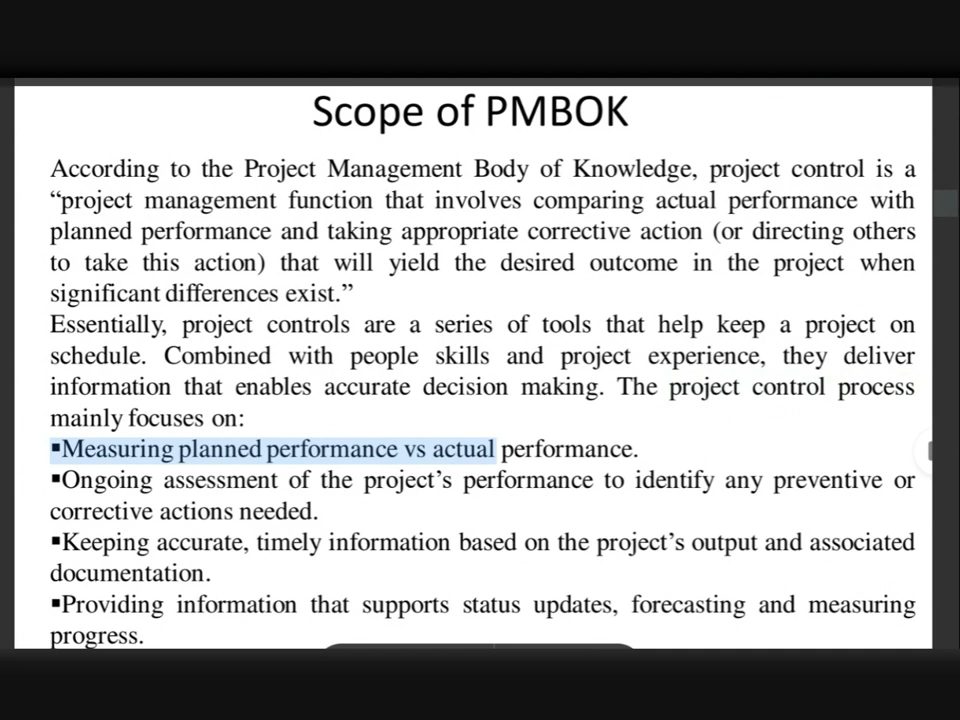 Scope of PMBOK
According to the Project Management Body of Knowledge, project control is a
“project management function that involves comparing actual performance with
planned performance and taking appropriate corrective action (or directing others
to take this action) that will yield the desired outcome in the project when
significant differences exist.”
Essentially, project controls are a series of tools that help keep a project on
schedule. Combined with people skills and project experience, they deliver
information that enables accurate decision making. The project control process
mainly focuses on:
▪Measuring planned performance vs actual performance.
▪Ongoing assessment of the project’s performance to identify any preventive or
corrective actions needed.
▪Keeping accurate, timely information based on the project’s output and associated
documentation.
▪Providing information that supports status updates, forecasting and measuring
progress.